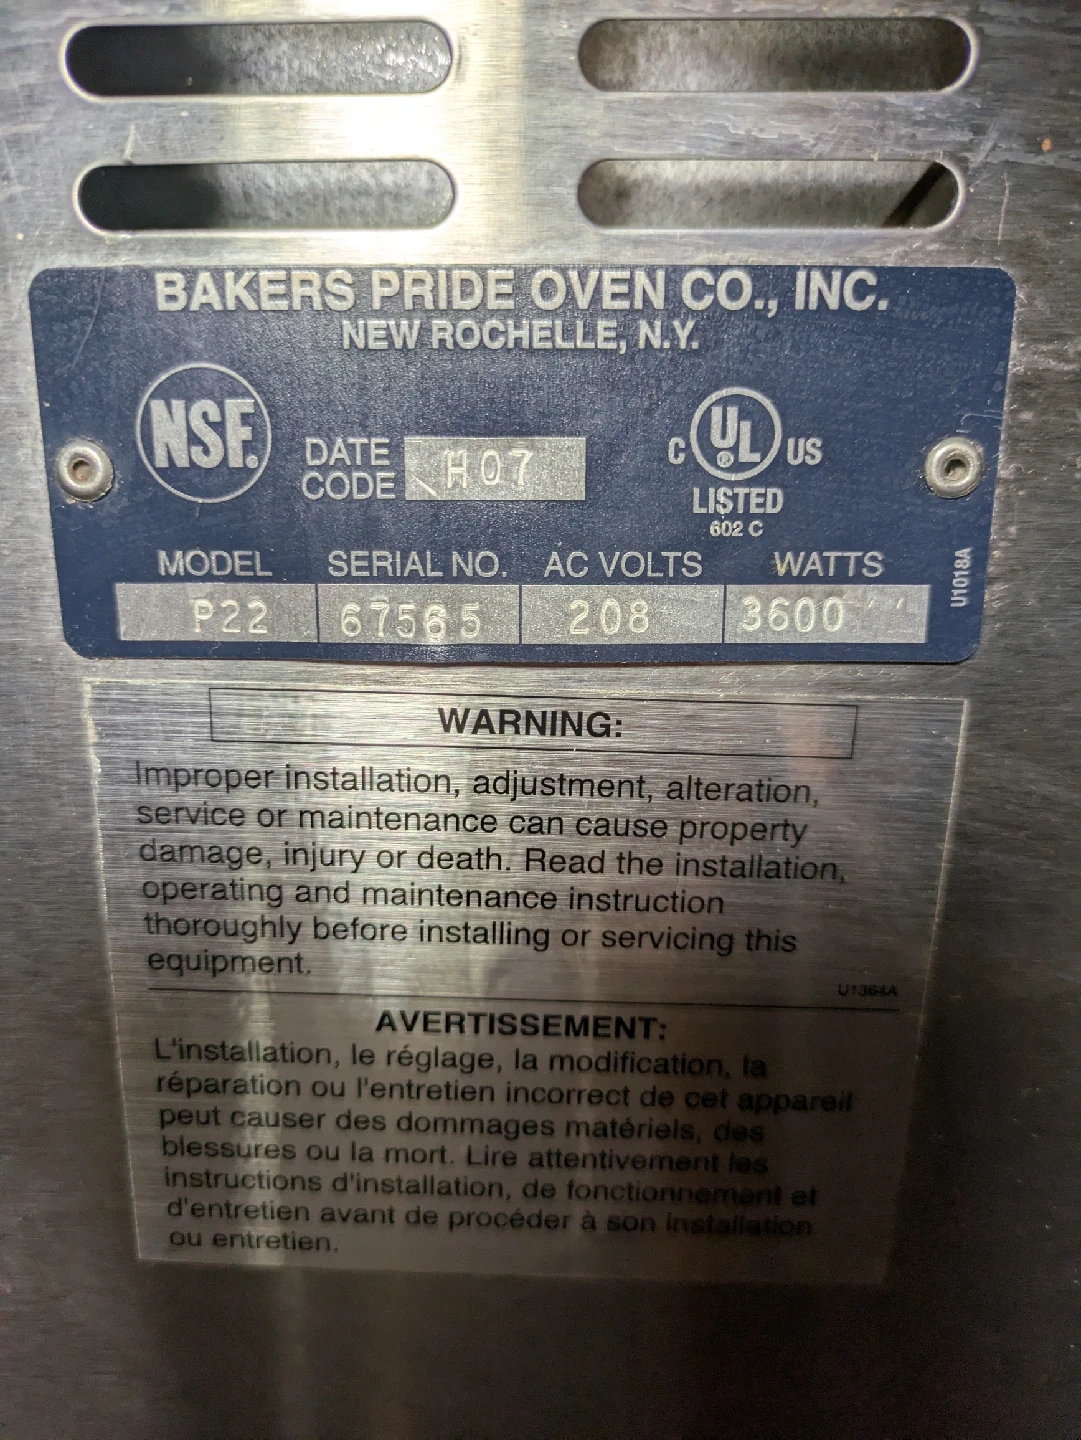 BAKERS PRIDE OVEN CO., INC.
NEW ROCHELLE, N.Y.
NSF®
DATE CODE H07
C UL® US
LISTED
602 C
MODEL SERIAL NO. AC VOLTS WATTS
P22 67565 208 3600
U1018A
WARNING:
Improper installation, adjustment, alteration,
service or maintenance can cause property
damage, injury or death. Read the installation,
operating and maintenance instruction
thoroughly before installing or servicing this
equipment.
U1364A
AVERTISSEMENT:
L'installation, le réglage, la modification, la
réparation ou l'entretien incorrect de cet appareil
peut causer des dommages matériels, des
blessures ou la mort. Lire attentivement les
instructions d'installation, de fonctionnement et
d'entretien avant de procéder à son installation
ou entretien.